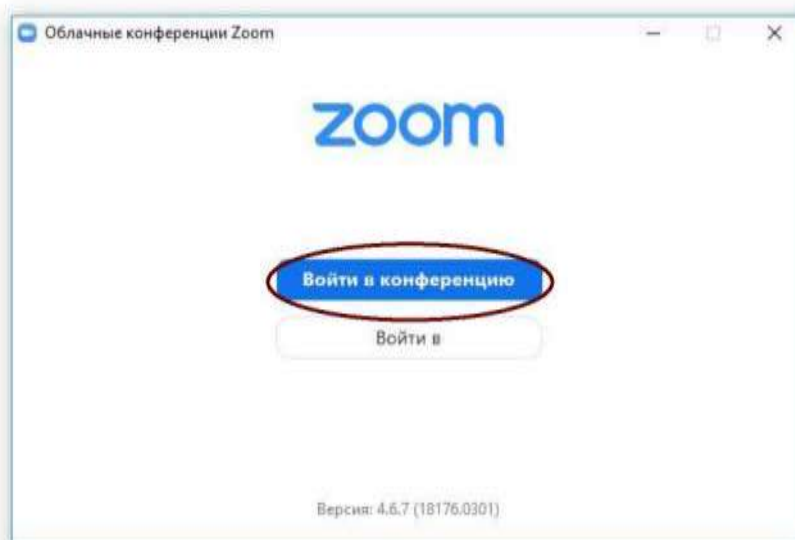 Облачные конференции Zoom
zoom
Войти в конференцию
Войти в
Версия: 4.6.7 (18176.0301)